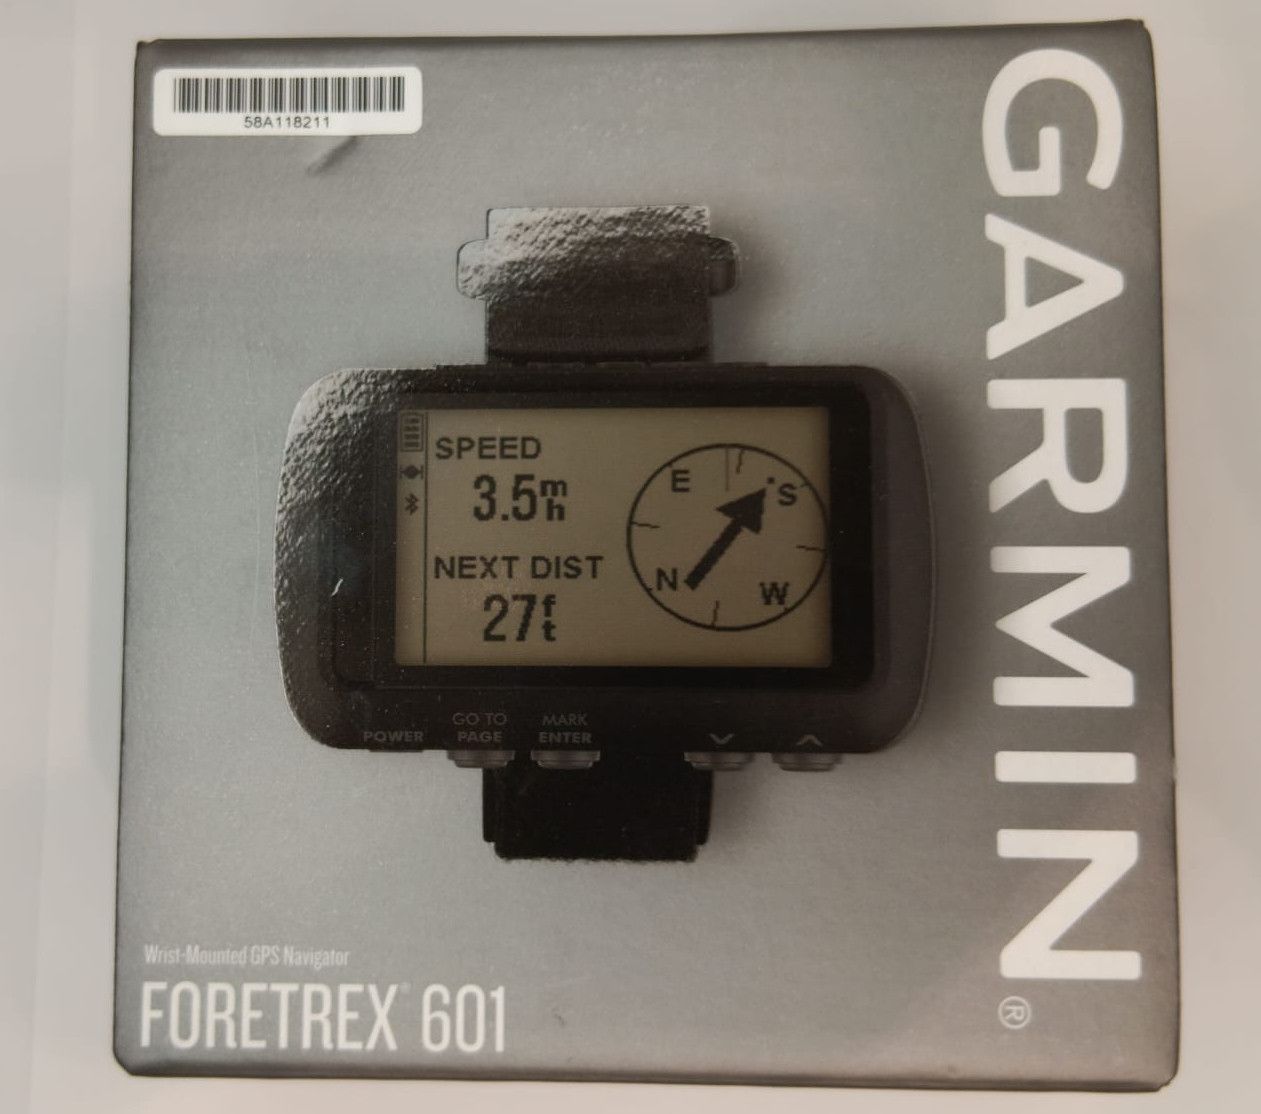 58A118211
GARMIN®
SPEED
3.5mh
NEXT DIST
27ft
E
S
N
W
POWER
GO TO
PAGE
MARK
ENTER
Wrist-Mounted GPS Navigator
FORETREX® 601